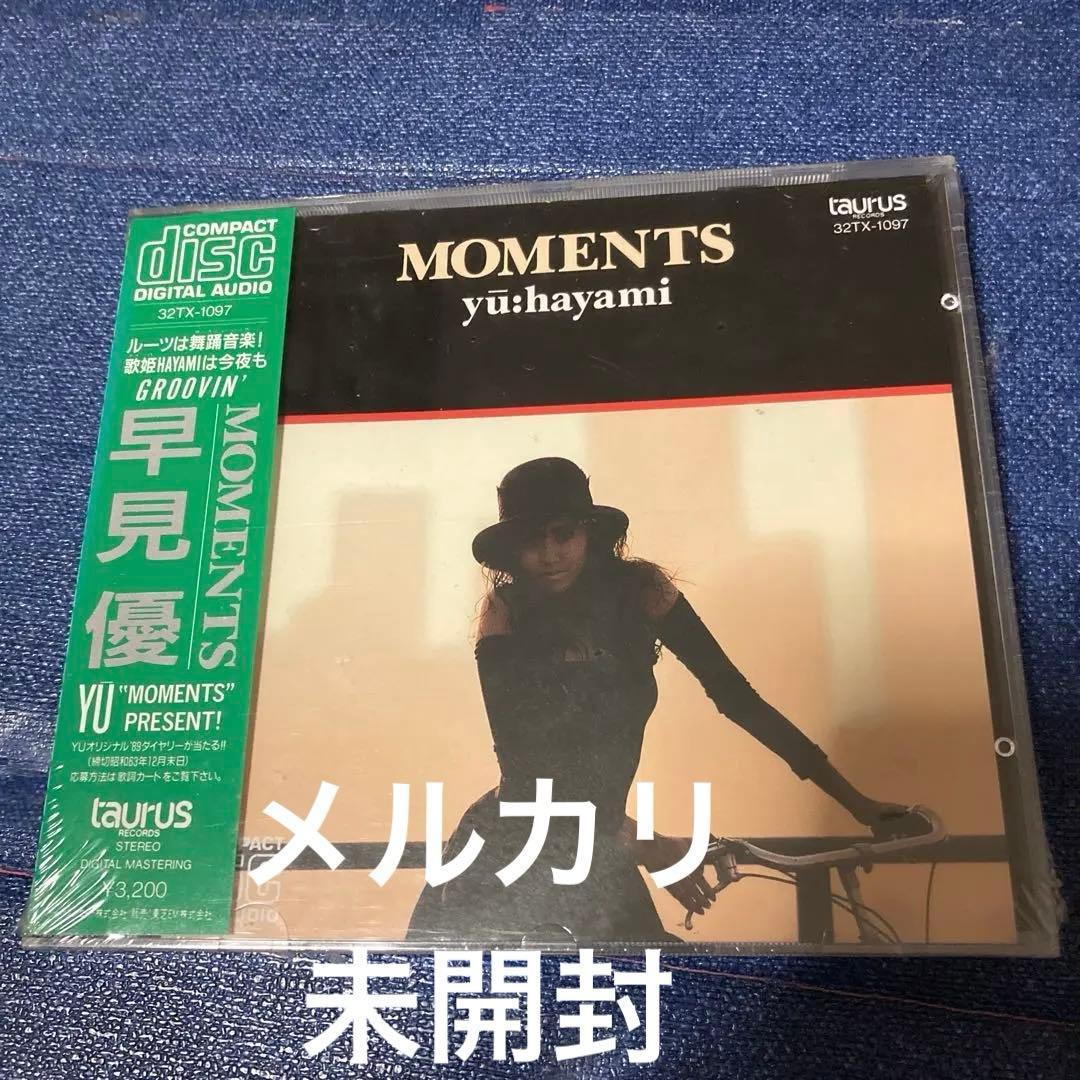 COMPACT
disc
DIGITAL AUDIO
32TX-1097
ルーツは舞踊音楽!
歌姫HAYAMIは今夜も
GROOVIN'
早見優
MOMENTS
YŪ "MOMENTS"
PRESENT!
YUオリジナル'89ダイヤリーが当たる!!
(締切昭和63年12月末日)
応募方法は歌詞カードをご覧下さい。
taurus
RECORDS
STEREO
DIGITAL MASTERING
¥3,200
MOMENTS
yū:hayami
taurus
RECORDS
32TX-1097
メルカリ
未開封